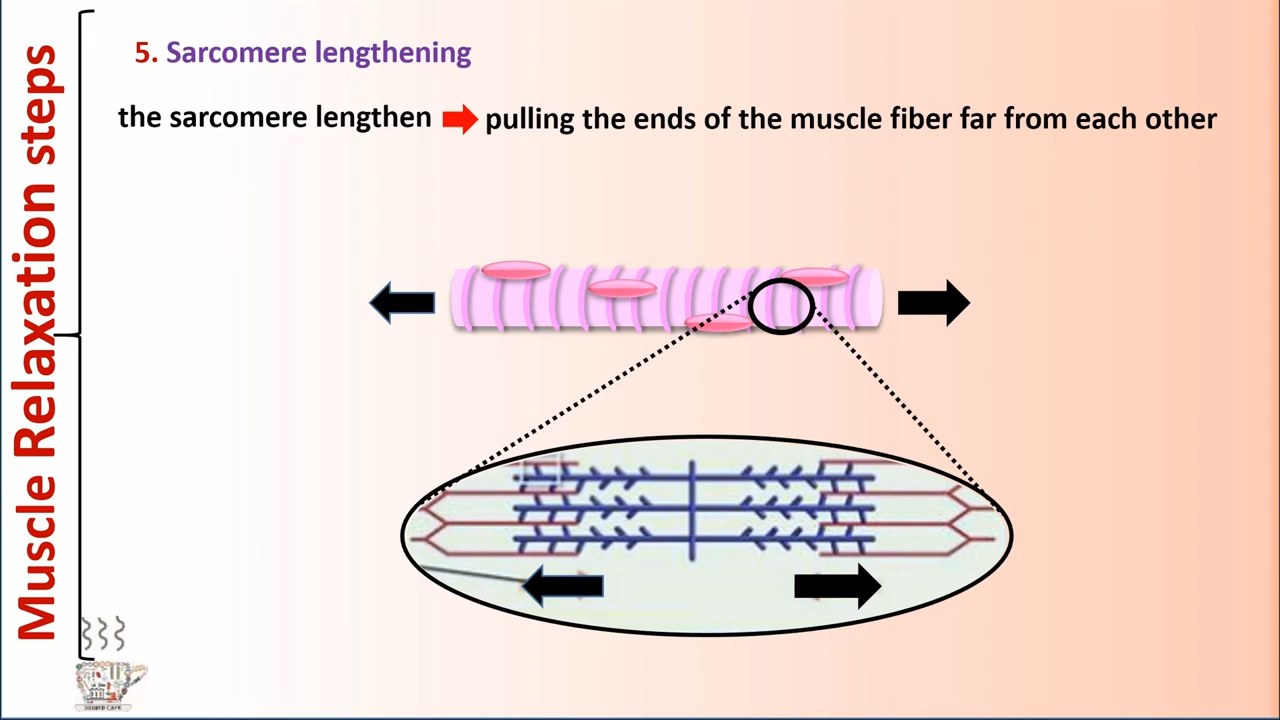 Muscle Relaxation steps
5. Sarcomere lengthening
the sarcomere lengthen pulling the ends of the muscle fiber far from each other